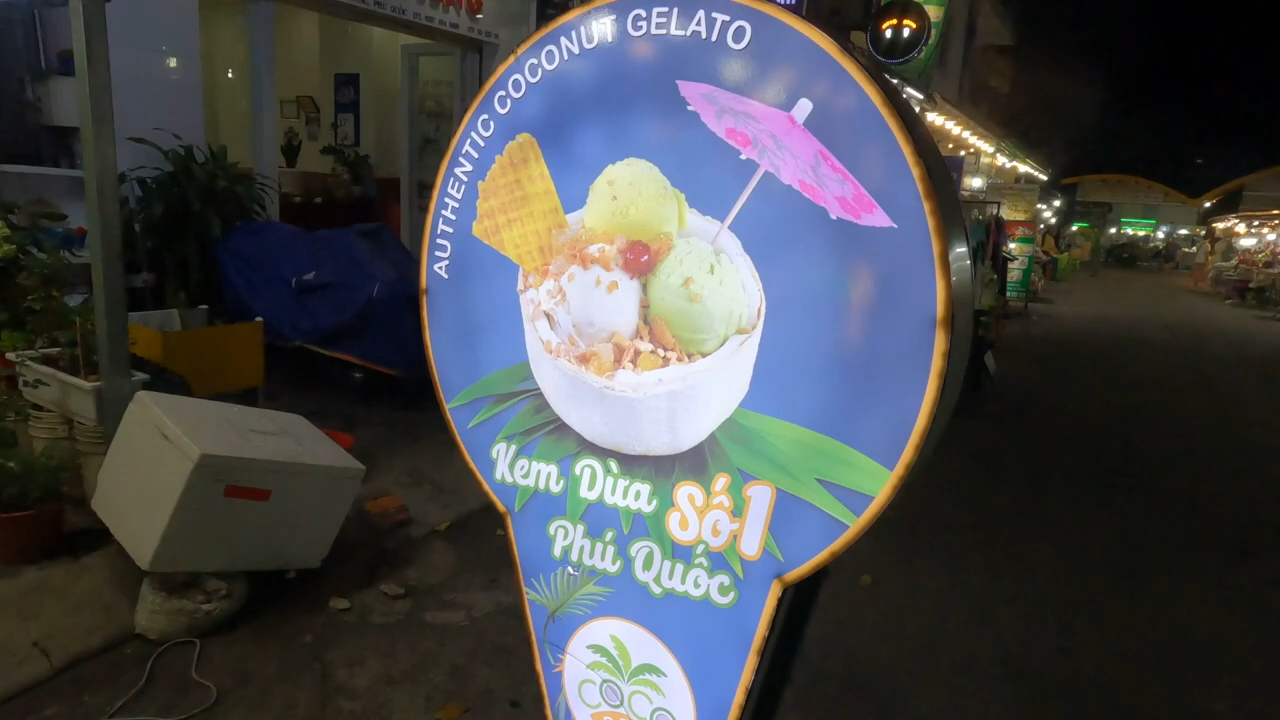 AUTHENTIC COCONUT GELATO
Kem Dừa Số 1
Phú Quốc
COCO